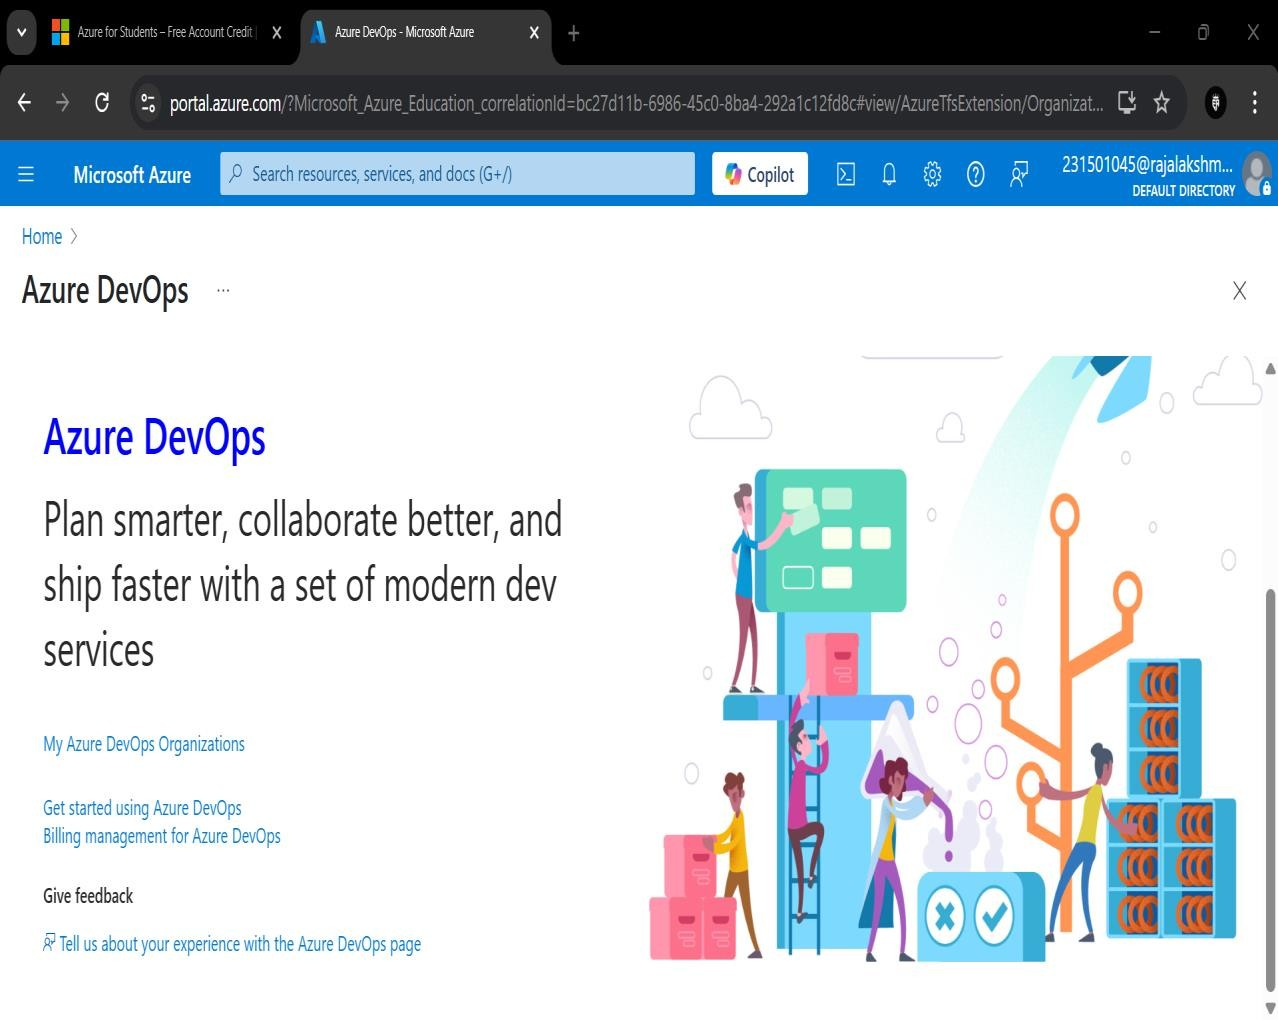 Azure for Students – Free Account Credit
Azure DevOps - Microsoft Azure
portal.azure.com/?Microsoft_Azure_Education_correlationId=bc27d11b-6986-45c0-8ba4-292a1c12fd8c#view/AzureTfsExtension/Organizat...
Microsoft Azure
Search resources, services, and docs (G+/)
Copilot
231501045@rajalakshm...
DEFAULT DIRECTORY
Home
Azure DevOps ...
Azure DevOps
Plan smarter, collaborate better, and
ship faster with a set of modern dev
services
My Azure DevOps Organizations
Get started using Azure DevOps
Billing management for Azure DevOps
Give feedback
Tell us about your experience with the Azure DevOps page